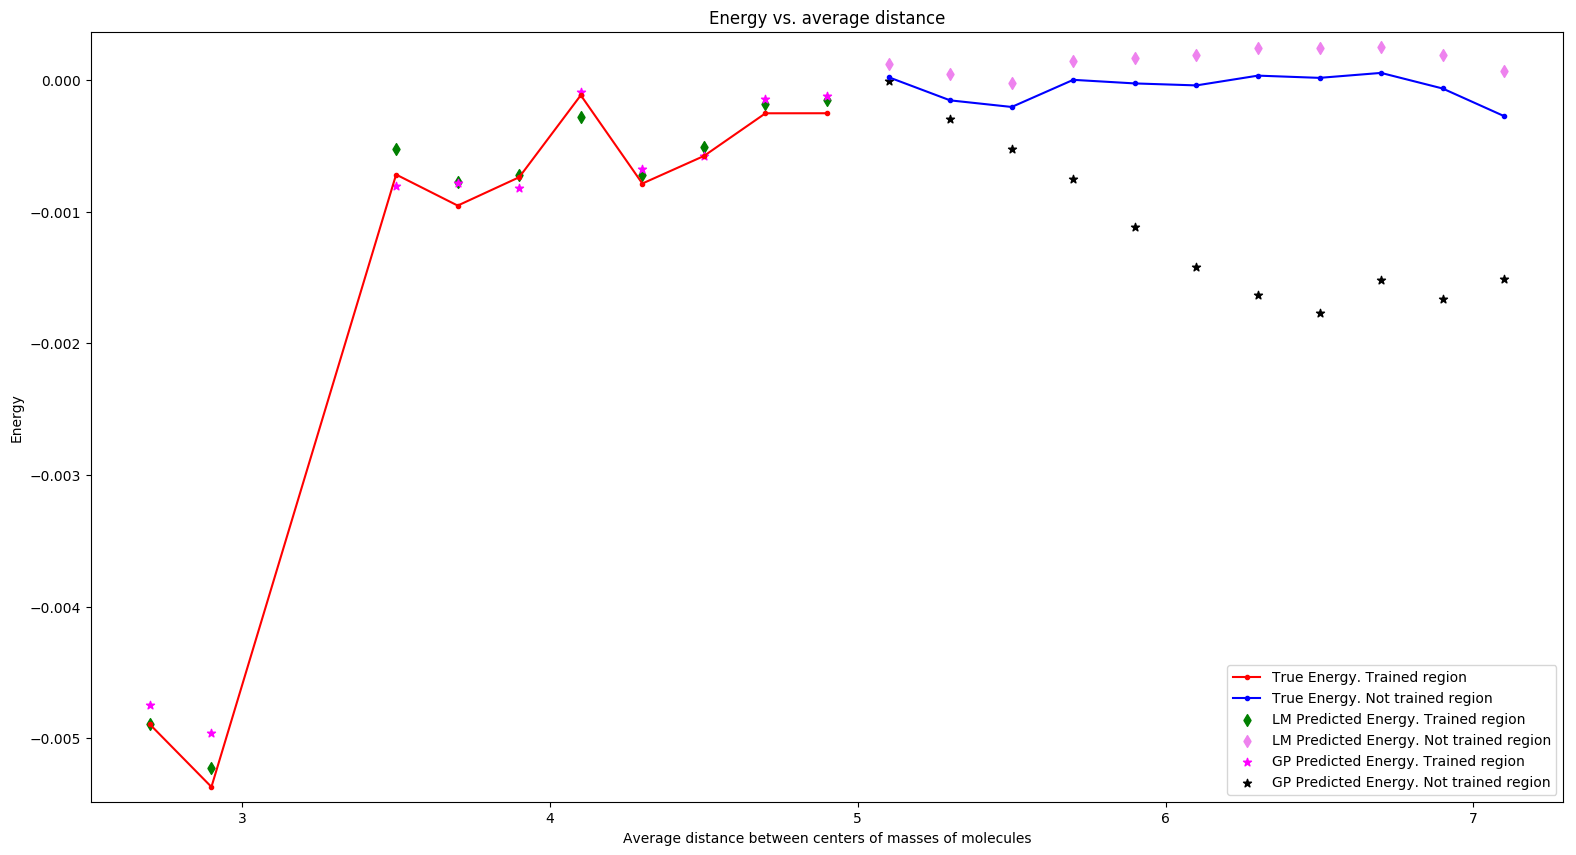 Energy vs. average distance
Energy
0.000
−0.001
−0.002
−0.003
−0.004
−0.005
3
4
5
6
7
Average distance between centers of masses of molecules
True Energy. Trained region
True Energy. Not trained region
LM Predicted Energy. Trained region
LM Predicted Energy. Not trained region
GP Predicted Energy. Trained region
GP Predicted Energy. Not trained region